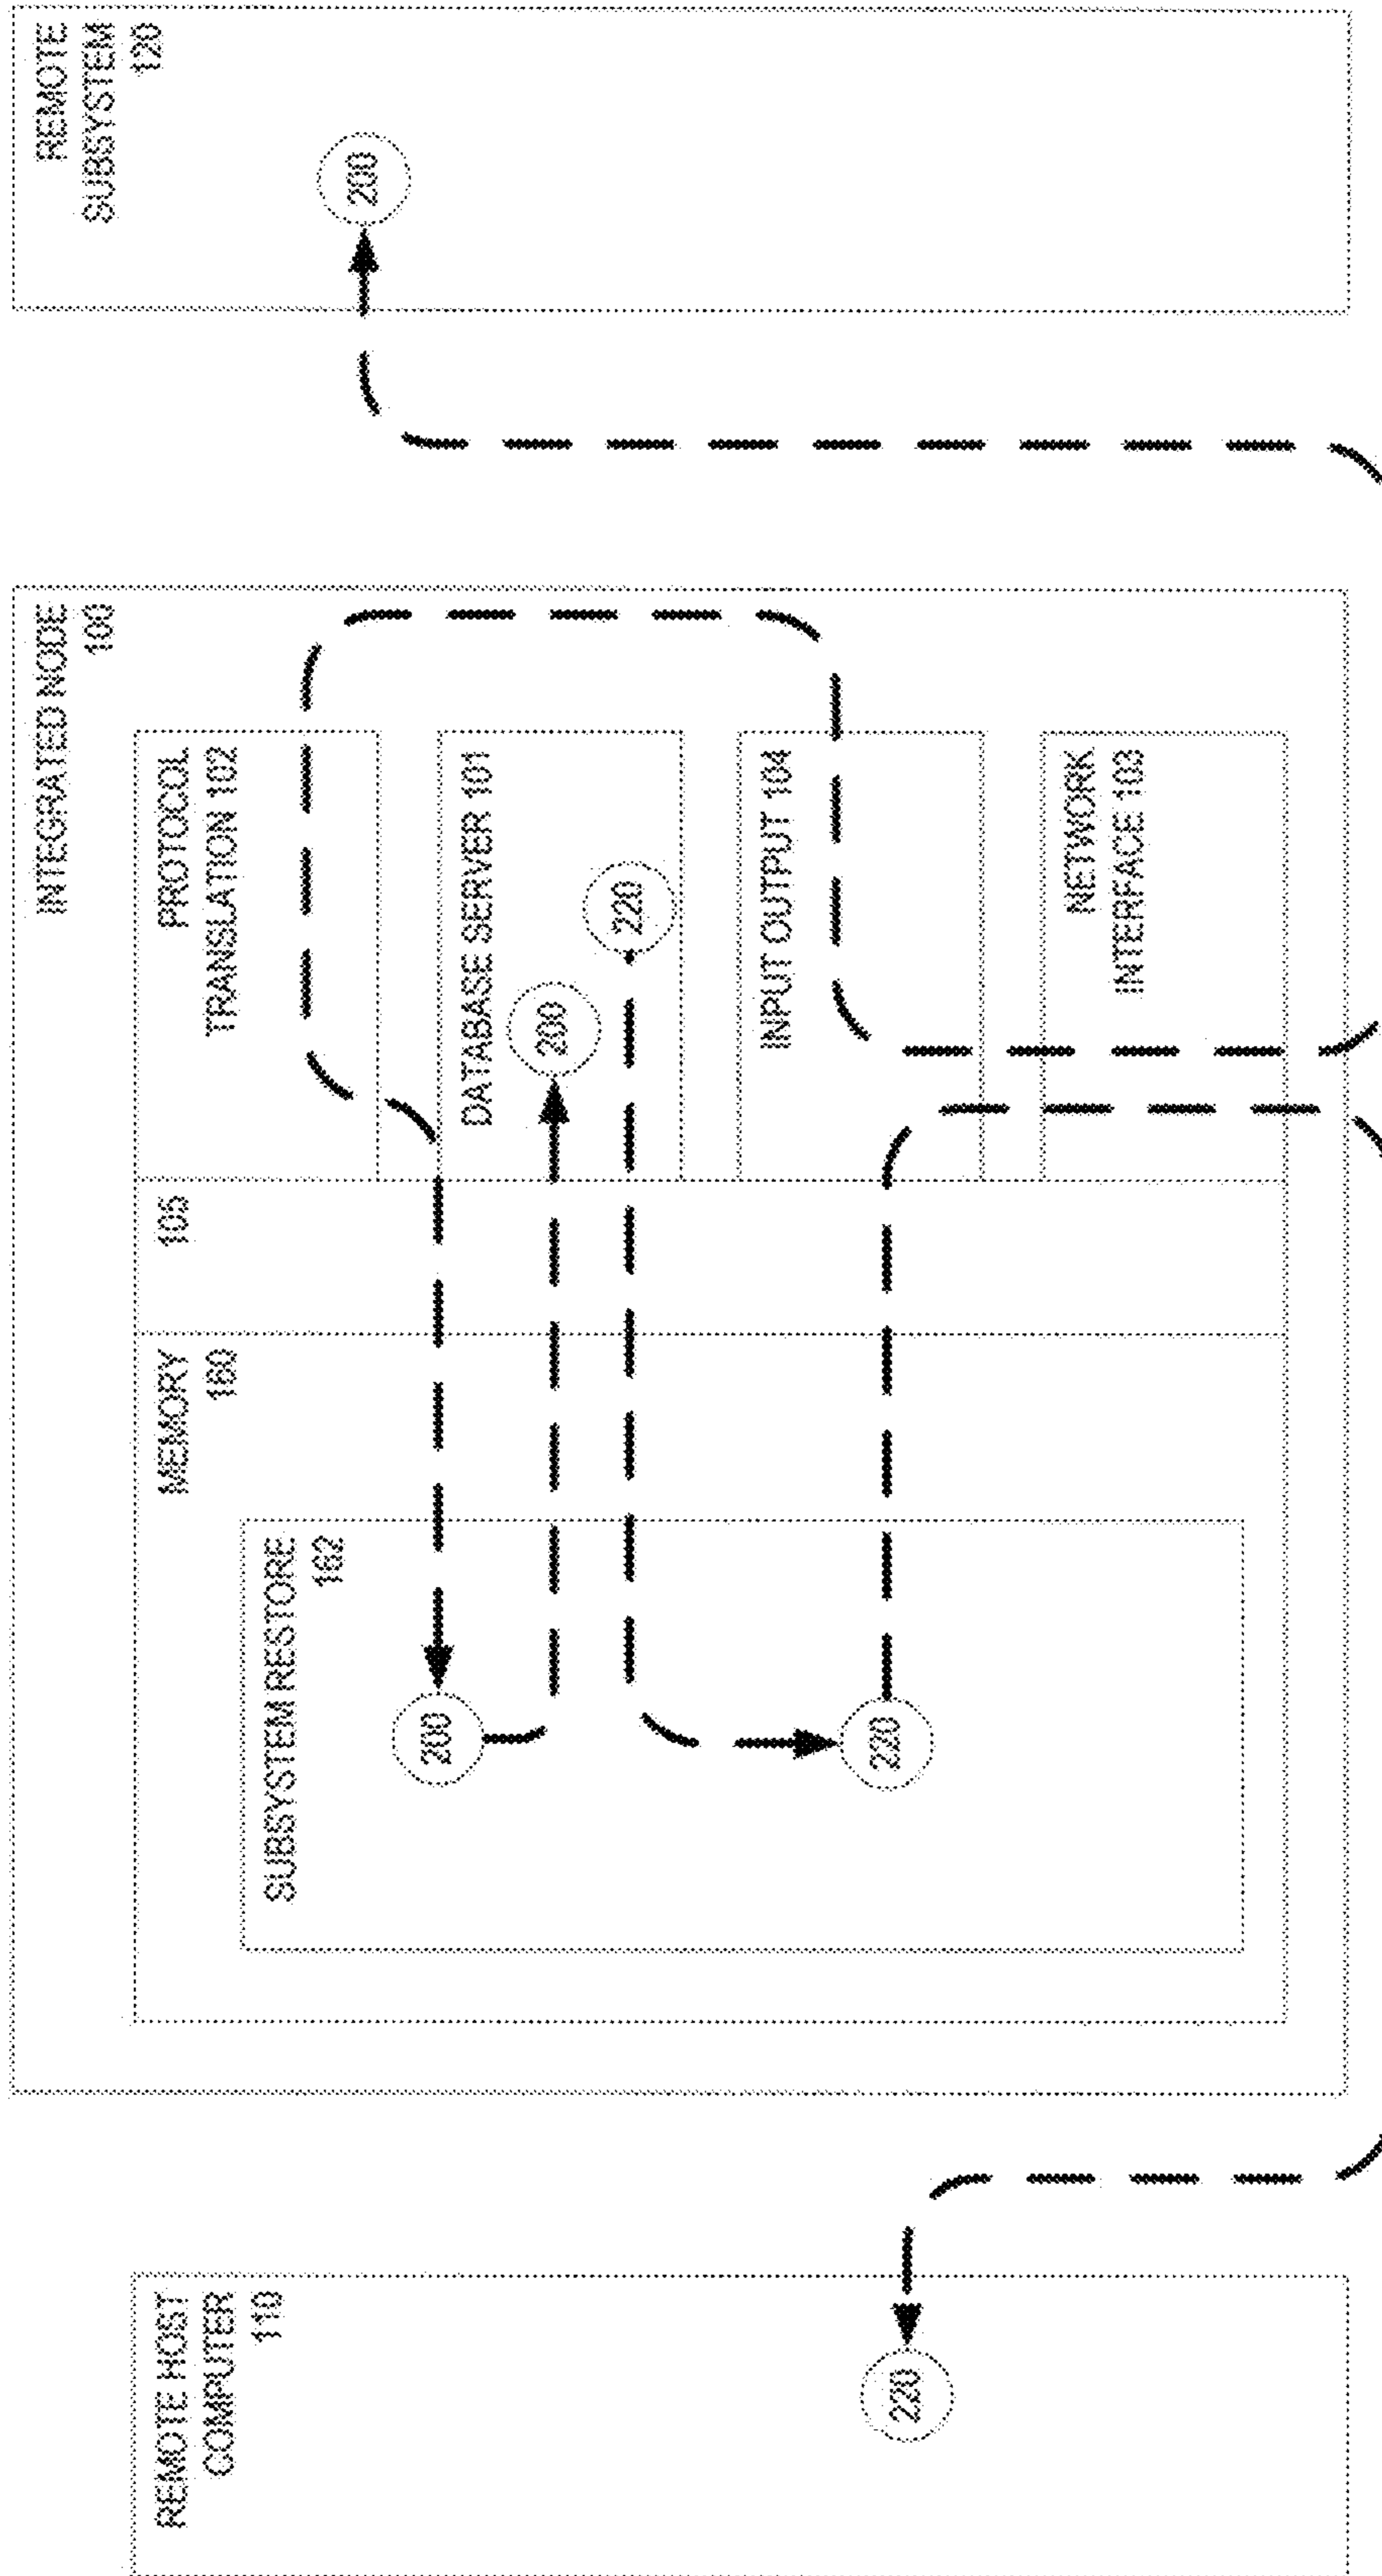 REMOTE HOST
COMPUTER
110
220
INTEGRATED NODE
100
MEMORY
160
SUBSYSTEM RESTORE
162
200
220
105
PROTOCOL
TRANSLATION 102
DATABASE SERVER 101
200
220
INPUT OUTPUT 104
NETWORK
INTERFACE 103
REMOTE
SUBSYSTEM
120
200